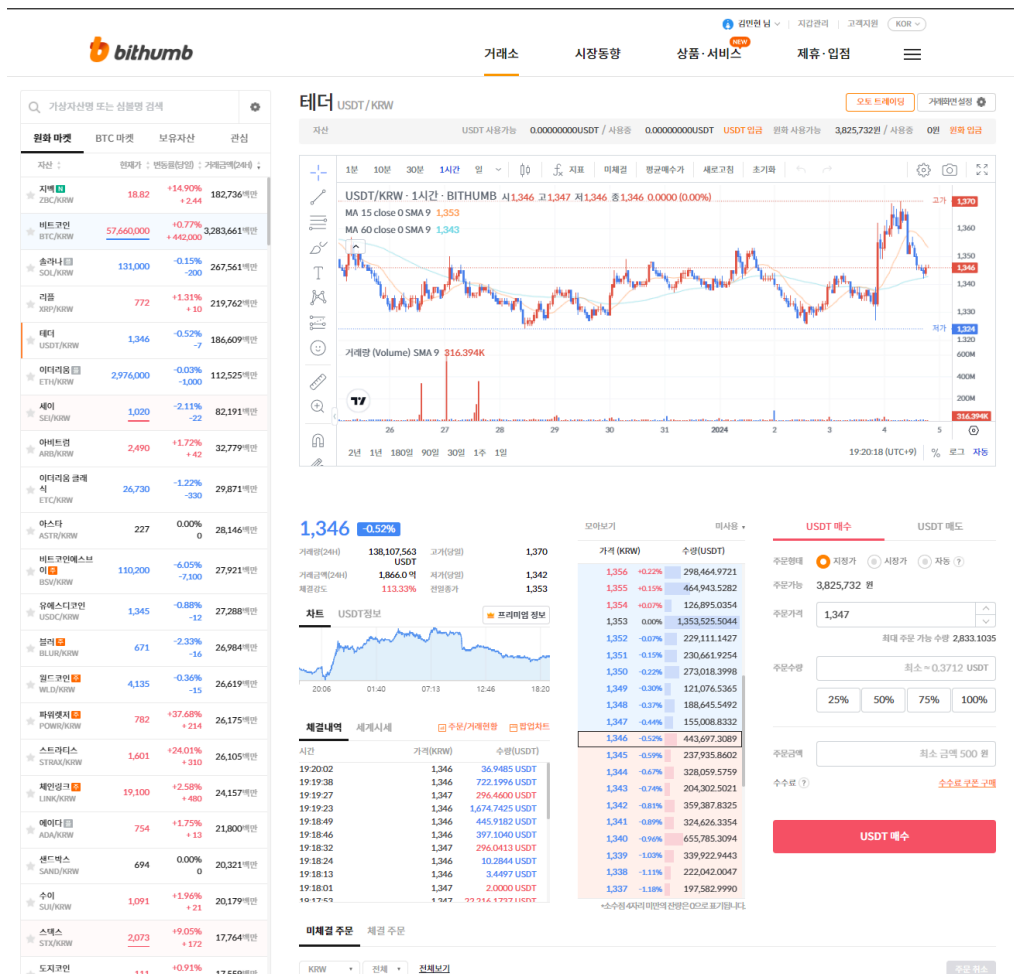 김민현 님 지갑관리 고객지원 KOR
bithumb
거래소 시장동향 상품·서비스 NEW 제휴·입점
가상자산명 또는 심볼명 검색
원화 마켓 BTC 마켓 보유자산 관심
자산 현재가 변동률(당일) 거래금액(24H)
지벡 N 18.82 +14.90% 182,736백만
ZBC/KRW +2.44
비트코인 57,660,000 +0.77% 3,283,661백만
BTC/KRW +442,000
솔라나 131,000 -0.15% 267,561백만
SOL/KRW -200
리플 772 +1.31% 219,762백만
XRP/KRW +10
테더 1,346 -0.52% 186,609백만
USDT/KRW -7
이더리움 2,976,000 -0.03% 112,525백만
ETH/KRW -1,000
세이 1,020 -2.11% 82,191백만
SEI/KRW -22
아비트럼 2,490 +1.72% 32,779백만
ARB/KRW +42
이더리움 클래식 26,730 -1.22% 29,871백만
ETC/KRW -330
아스타 227 0.00% 28,146백만
ASTR/KRW 0
비트코인에스브이 주 110,200 -6.05% 27,921백만
BSV/KRW -7,100
유에스디코인 1,345 -0.88% 27,288백만
USDC/KRW -12
블러 주 671 -2.33% 26,984백만
BLUR/KRW -16
월드코인 주 4,135 -0.36% 26,619백만
WLD/KRW -15
파워렛저 주 782 +37.68% 26,175백만
POWR/KRW +214
스트라티스 1,601 +24.01% 26,105백만
STRAX/KRW +310
체인링크 주 19,100 +2.58% 24,157백만
LINK/KRW +480
에이다 754 +1.75% 21,800백만
ADA/KRW +13
샌드박스 694 0.00% 20,321백만
SAND/KRW 0
수이 1,091 +1.96% 20,179백만
SUI/KRW +21
스택스 2,073 +9.05% 17,764백만
STX/KRW +172
도지코인 111 +0.91% 17,559백만
테더 USDT/KRW 오토 트레이딩 거래화면 설정
자산 USDT 사용가능 0.00000000USDT / 사용중 0.00000000USDT USDT 입금 원화 사용가능 3,825,732원 / 사용중 0원 원화 입금
1분 10분 30분 1시간 일 지표 미체결 평균매수가 새로고침 초기화
USDT/KRW · 1시간 · BITHUMB 시1,346 고1,347 저1,346 종1,346 0.0000 (0.00%)
MA 15 close 0 SMA 9 1,353
MA 60 close 0 SMA 9 1,343
고가 1,370
1,360
1,350
1,346
1,340
1,330
저가 1,324
1,320
거래량 (Volume) SMA 9 316.394K
600M
400M
200M
316.394K
26 27 28 29 30 31 2024 2 3 4 5
2년 1년 180일 90일 30일 1주 1일 19:20:18 (UTC+9) % 로그 자동
1,346 -0.52%
거래량(24H) 138,107,563 USDT 고가(당일) 1,370
거래금액(24H) 1,866.0 억 저가(당일) 1,342
체결강도 113.33% 전일종가 1,353
차트 USDT정보 프리미엄 정보
20:06 01:40 07:13 12:46 18:20
체결내역 세계시세 주문/거래현황 팝업차트
시간 가격(KRW) 수량(USDT)
19:20:02 1,346 36.9485 USDT
19:19:38 1,346 722.1996 USDT
19:19:27 1,347 296.4600 USDT
19:19:23 1,346 1,674.7425 USDT
19:18:49 1,346 445.9182 USDT
19:18:46 1,346 397.1040 USDT
19:18:32 1,347 296.0413 USDT
19:18:24 1,346 10.2844 USDT
19:18:13 1,346 3.4497 USDT
19:18:01 1,347 2.0000 USDT
19:17:53 1,347 22,216.1737 USDT
모아보기 미사용
가격 (KRW) 수량(USDT)
1,356 +0.22% 298,464.9721
1,355 +0.15% 464,943.5282
1,354 +0.07% 126,895.0354
1,353 0.00% 1,353,525.5044
1,352 -0.07% 229,111.1427
1,351 -0.15% 230,661.9254
1,350 -0.22% 273,018.3998
1,349 -0.30% 121,076.5365
1,348 -0.37% 188,645.5492
1,347 -0.44% 155,008.8332
1,346 -0.52% 443,697.3089
1,345 -0.59% 237,935.8602
1,344 -0.67% 328,059.5759
1,343 -0.74% 204,302.5021
1,342 -0.81% 359,387.8325
1,341 -0.89% 324,626.3354
1,340 -0.96% 655,785.3094
1,339 -1.03% 339,922.9443
1,338 -1.11% 222,042.0047
1,337 -1.18% 197,582.9990
*소수점 4자리 미만의 잔량은 0으로 표기됩니다.
USDT 매수 USDT 매도
주문형태 지정가 시장가 자동 ?
주문가능 3,825,732 원
주문가격 1,347
최대 주문 가능 수량 2,833.1035
주문수량 최소 ≈ 0.3712 USDT
25% 50% 75% 100%
주문금액 최소 금액 500 원
수수료 ? 수수료 쿠폰 구매
USDT 매수
미체결 주문 체결 주문
KRW 전체 전체보기 주문 취소